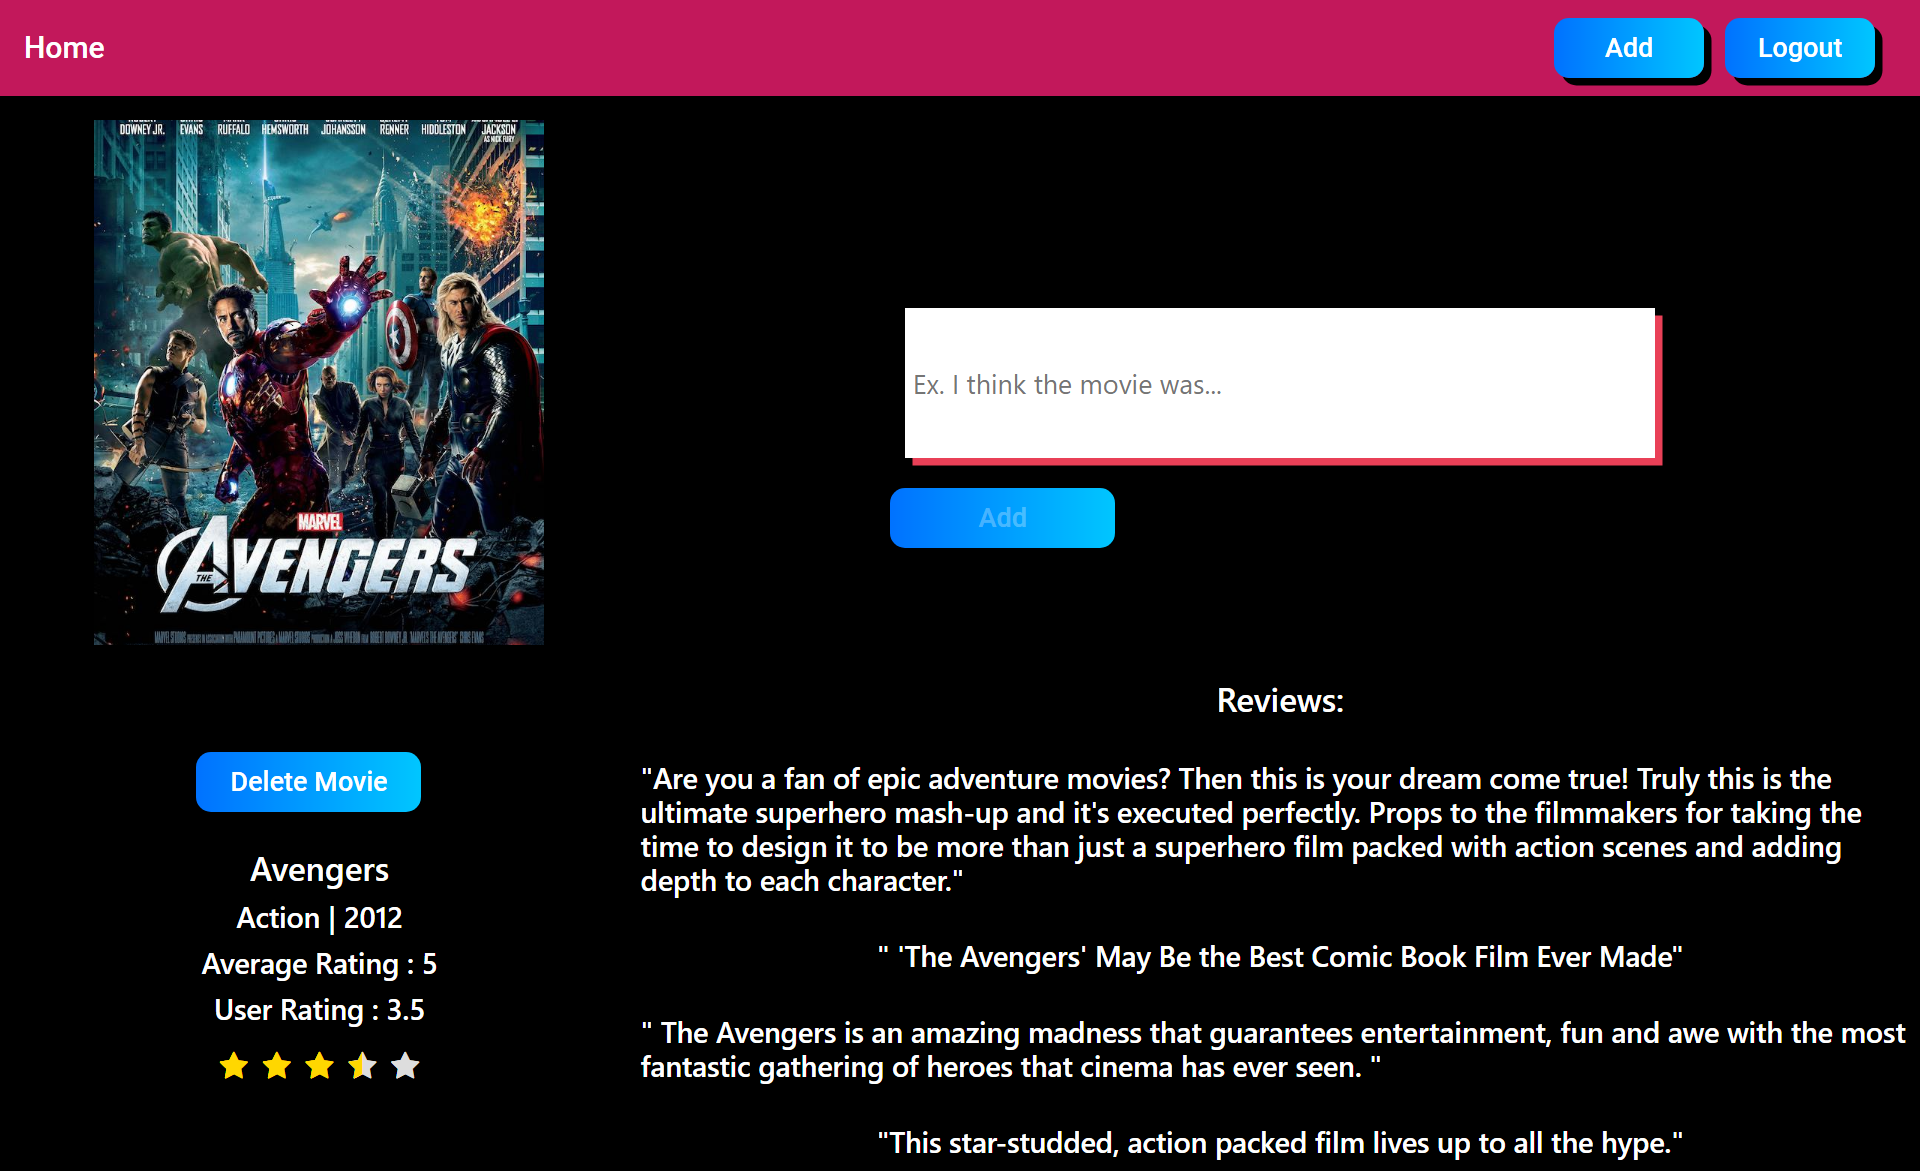 Home
Add
Logout
DOWNEY JR. EVANS RUFFALO HEMSWORTH JOHANSSON RENNER HIDDLESTON JACKSON
AS NICK FURY
MARVEL
THE AVENGERS
Ex. I think the movie was...
Add
Reviews:
Delete Movie
Avengers
Action | 2012
Average Rating : 5
User Rating : 3.5
"Are you a fan of epic adventure movies? Then this is your dream come true! Truly this is the
ultimate superhero mash-up and it's executed perfectly. Props to the filmmakers for taking the
time to design it to be more than just a superhero film packed with action scenes and adding
depth to each character."
" 'The Avengers' May Be the Best Comic Book Film Ever Made"
" The Avengers is an amazing madness that guarantees entertainment, fun and awe with the most
fantastic gathering of heroes that cinema has ever seen. "
"This star-studded, action packed film lives up to all the hype."